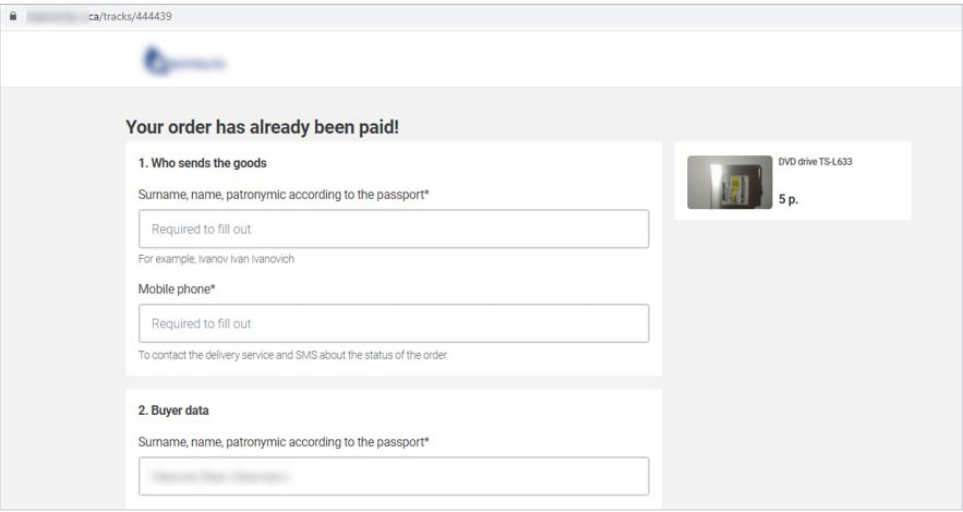 ca/tracks/444439
Your order has already been paid!
1. Who sends the goods
Surname, name, patronymic according to the passport*
Required to fill out
For example, Ivanov Ivan Ivanovich
Mobile phone*
Required to fill out
To contact the delivery service and SMS about the status of the order.
2. Buyer data
Surname, name, patronymic according to the passport*
DVD drive TS-L633
5 p.